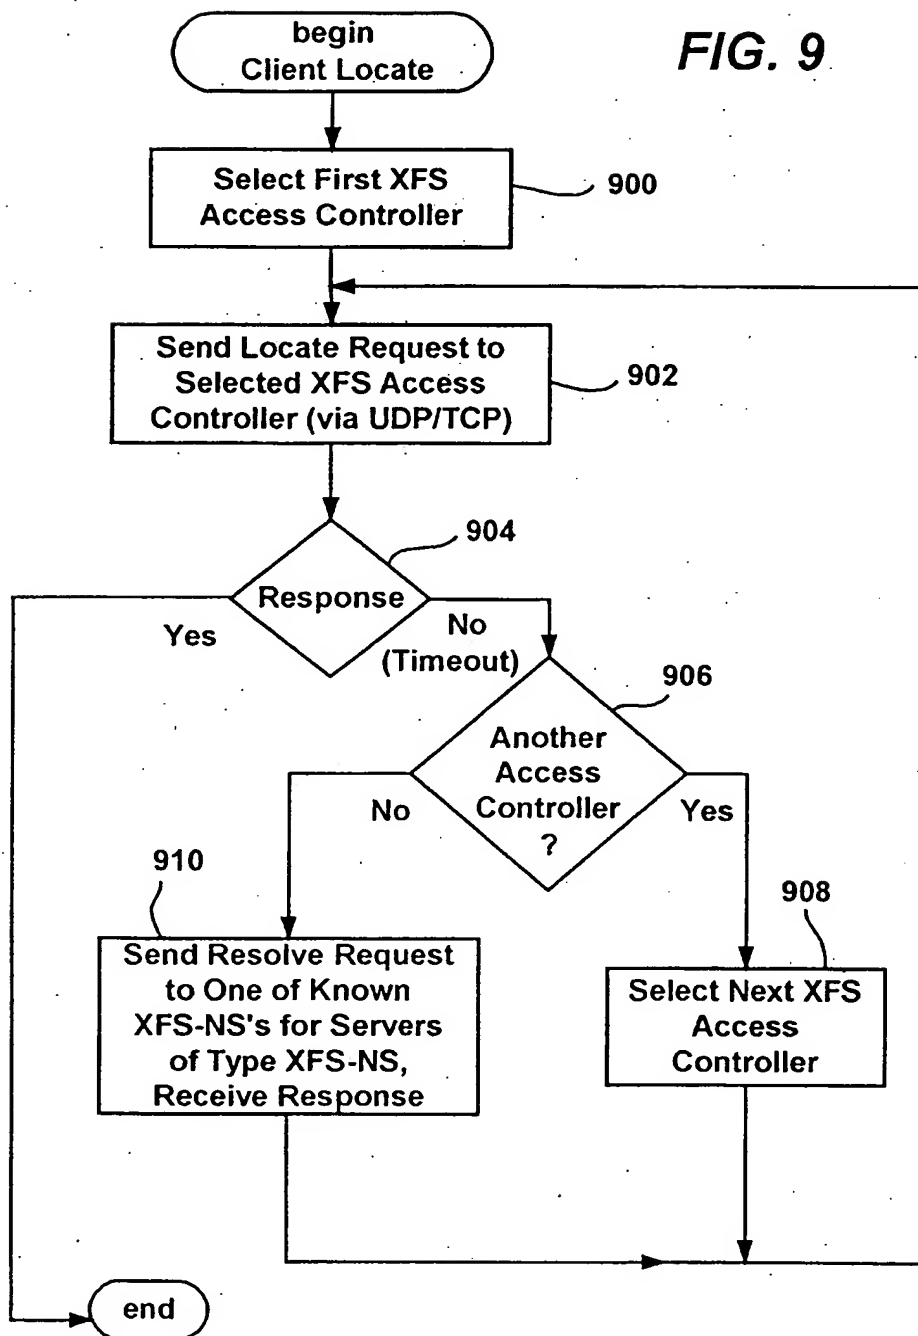 FIG. 9
begin
Client Locate
Select First XFS
Access Controller
900
Send Locate Request to
Selected XFS Access
Controller (via UDP/TCP)
902
904
Response
Yes
No
(Timeout)
906
Another
Access
Controller
?
No
Yes
910
Send Resolve Request
to One of Known
XFS-NS's for Servers
of Type XFS-NS,
Receive Response
908
Select Next XFS
Access
Controller
end